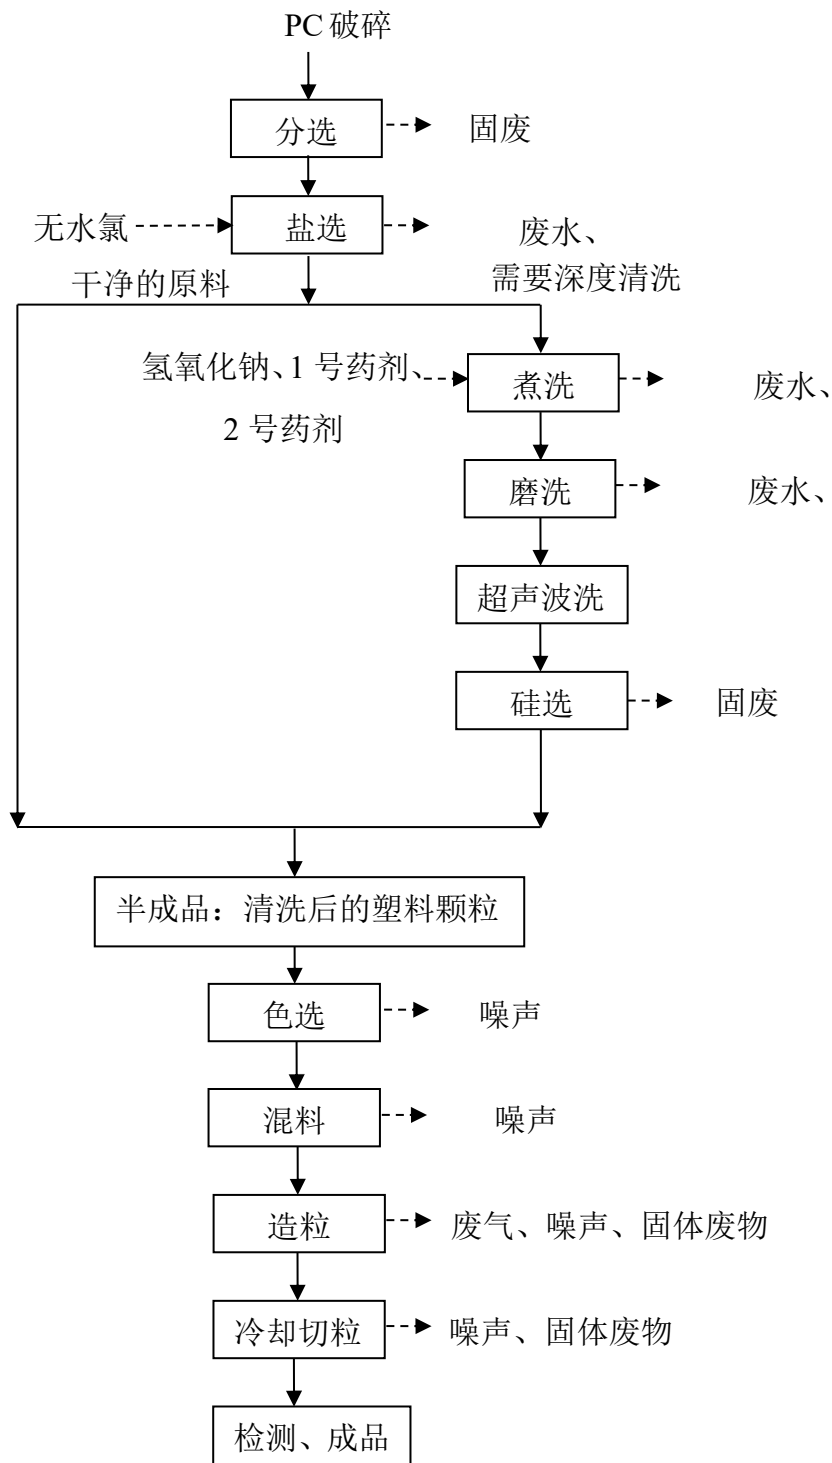 PC 破碎
分选
固废
无水氯
盐选
废水、
干净的原料
需要深度清洗
氢氧化钠、1 号药剂、
2 号药剂
煮洗
废水、
磨洗
废水、
超声波洗
硅选
固废
半成品：清洗后的塑料颗粒
色选
噪声
混料
噪声
造粒
废气、噪声、固体废物
冷却切粒
噪声、固体废物
检测、成品